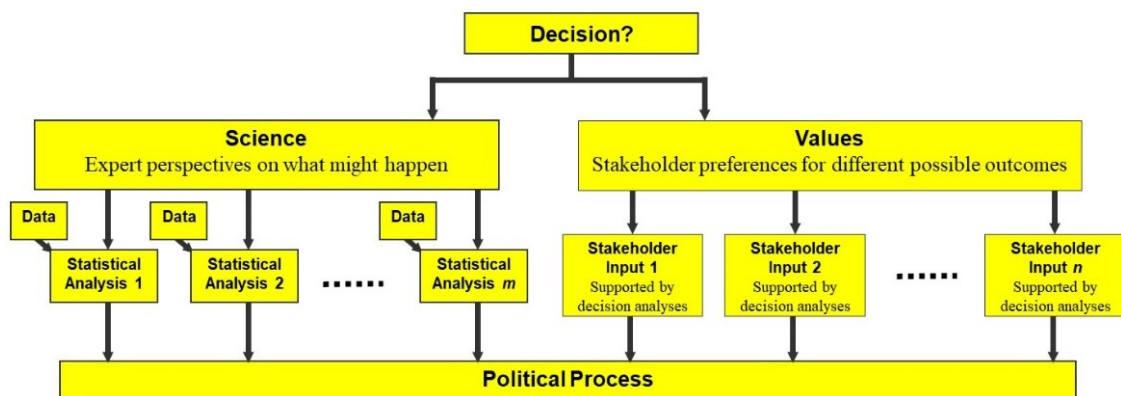 Decision?
Science
Expert perspectives on what might happen
Values
Stakeholder preferences for different possible outcomes
Data
Data
Data
Statistical
Analysis 1
Statistical
Analysis 2
Statistical
Analysis m
Stakeholder
Input 1
Supported by
decision analyses
Stakeholder
Input 2
Supported by
decision analyses
Stakeholder
Input n
Supported by
decision analyses
Political Process